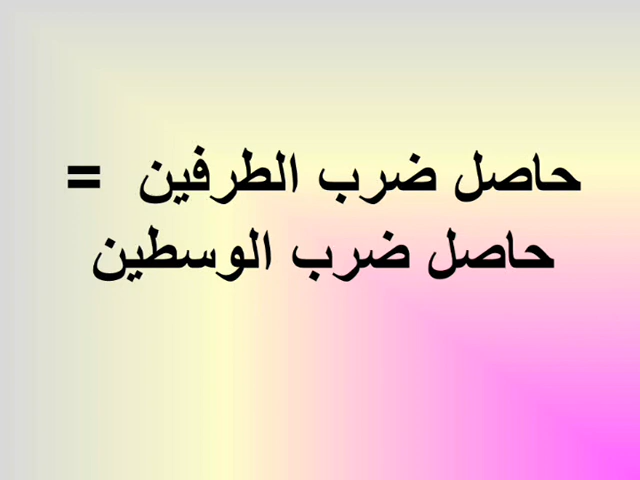 حاصل ضرب الطرفين =
حاصل ضرب الوسطين